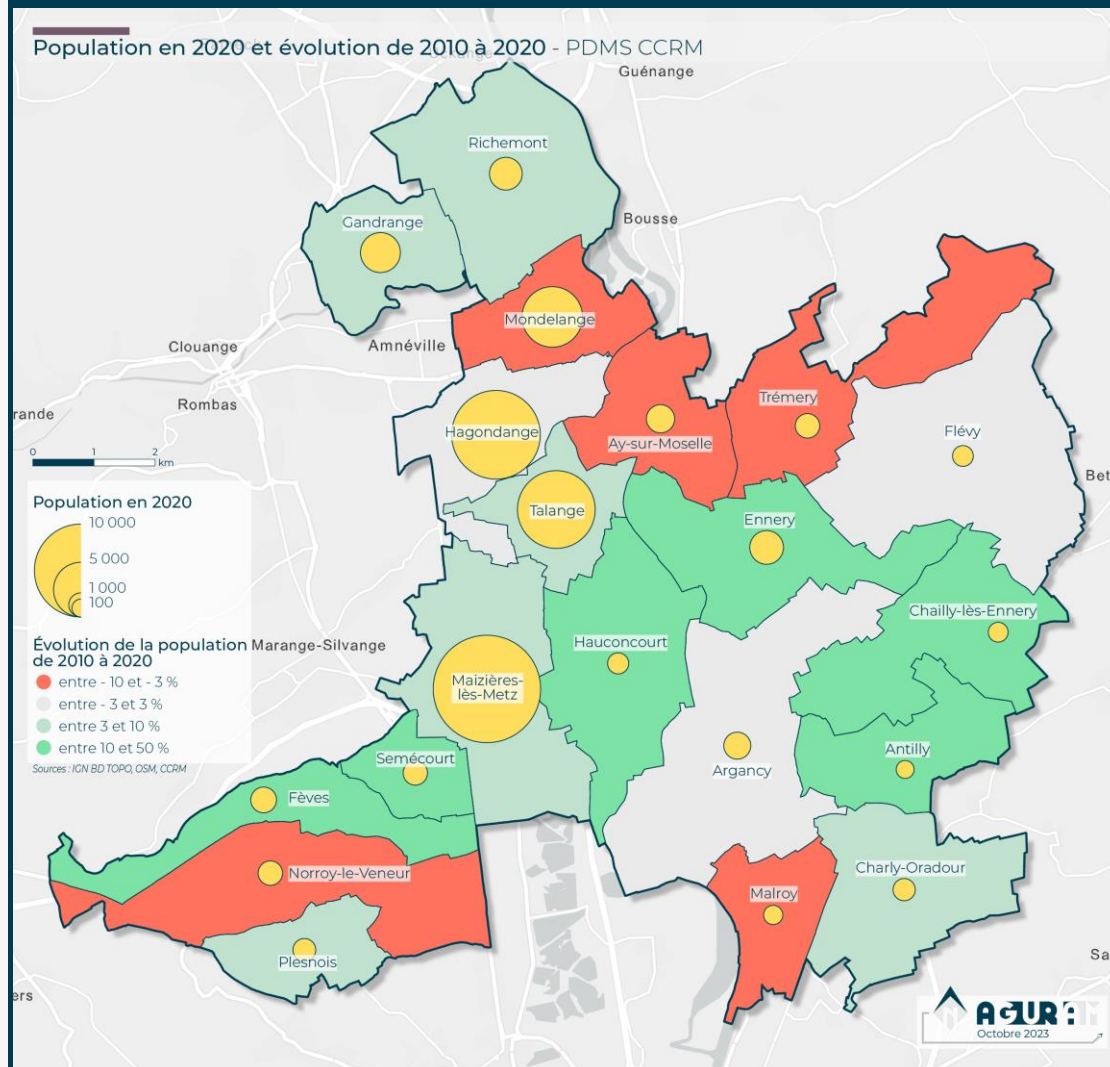 Population en 2020 et évolution de 2010 à 2020 - PDMS CCRM
Guénange
Richemont
Bousse
Gandrange
Mondelange
Clouange
Amnéville
Rombas
Trémery
Hagondange
Ay-sur-Moselle
Flévy
0 1 2
km
Population en 2020
10 000
5 000
1 000
100
Talange
Ennery
Chailly-lès-Ennery
Évolution de la population
de 2010 à 2020
entre - 10 et - 3 %
entre - 3 et 3 %
entre 3 et 10 %
entre 10 et 50 %
Sources : IGN BD TOPO, OSM, CCRM
Marange-Silvange
Hauconcourt
Maizières-
lès-Metz
Semécourt
Argancy
Antilly
Fèves
Norroy-le-Veneur
Charly-Oradour
Malroy
Plesnois
AGURAM
Octobre 2023